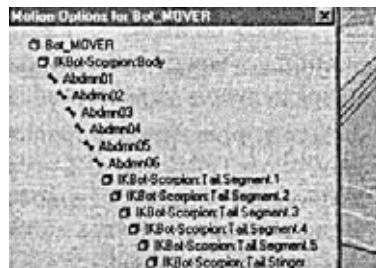 Motion Options for Bot_MOVER
Bot_MOVER
IKBot-Scorpion:Body
Abdmn01
Abdmn02
Abdmn03
Abdmn04
Abdmn05
Abdmn06
IKBot-Scorpion:Tail.Segment.1
IKBot-Scorpion:Tail.Segment.2
IKBot-Scorpion:Tail.Segment.3
IKBot-Scorpion:Tail.Segment.4
IKBot-Scorpion:Tail.Segment.5
IKBot-Scorpion:Tail.Stinger